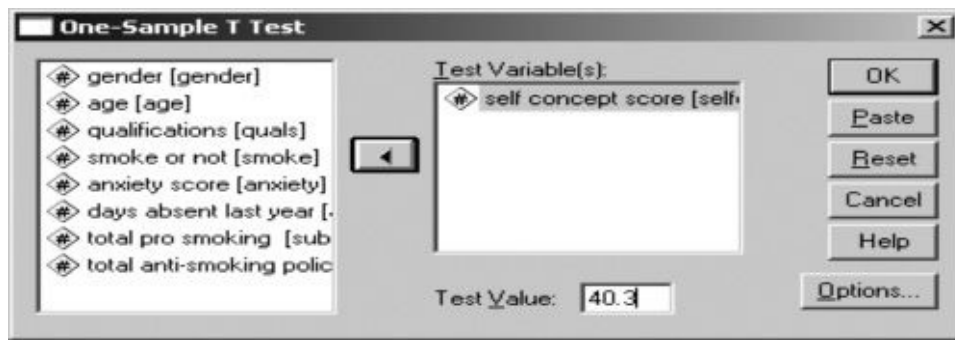 One-Sample T Test
gender [gender]
age [age]
qualifications [quals]
smoke or not [smoke]
anxiety score [anxiety]
days absent last year [
total pro smoking [sub
total anti-smoking polic
Test Variable(s):
self concept score [self
Test Value: 40.3
OK
Paste
Reset
Cancel
Help
Options...